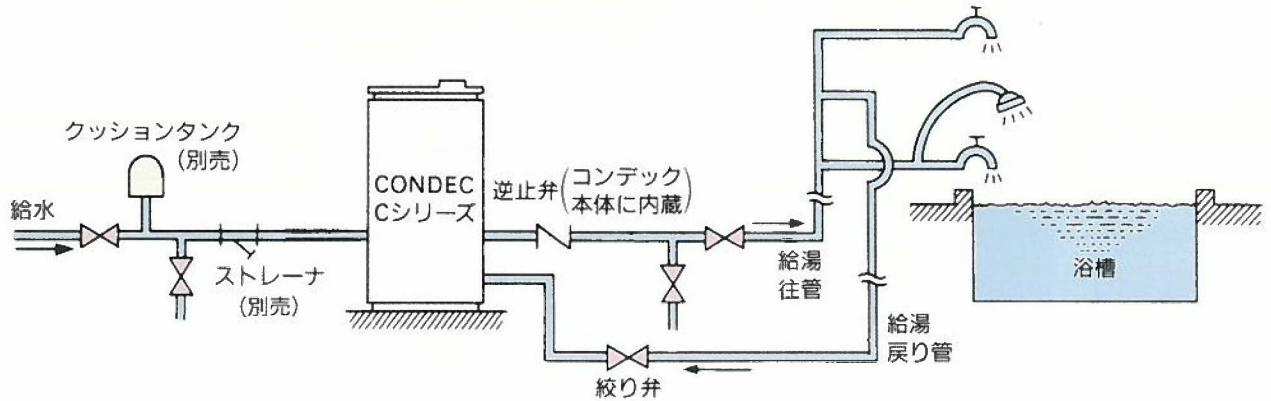 クッションタンク
(別売)
給水
ストレーナ
(別売)
CONDEC
Cシリーズ
逆止弁(コンデック
本体に内蔵)
給湯
往管
給湯
戻り管
絞り弁
浴槽